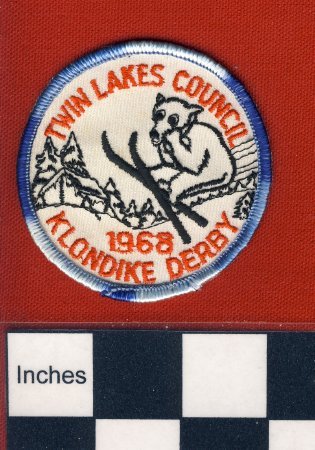 TWIN LAKES COUNCIL
1968
KLONDIKE DERBY
Inches